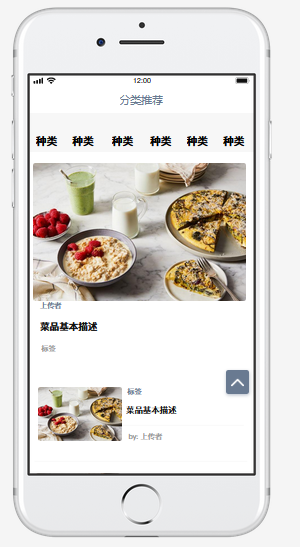 12:00
分类推荐
种类 种类 种类 种类 种类 种类
上传者
菜品基本描述
标签
标签
菜品基本描述
by: 上传者